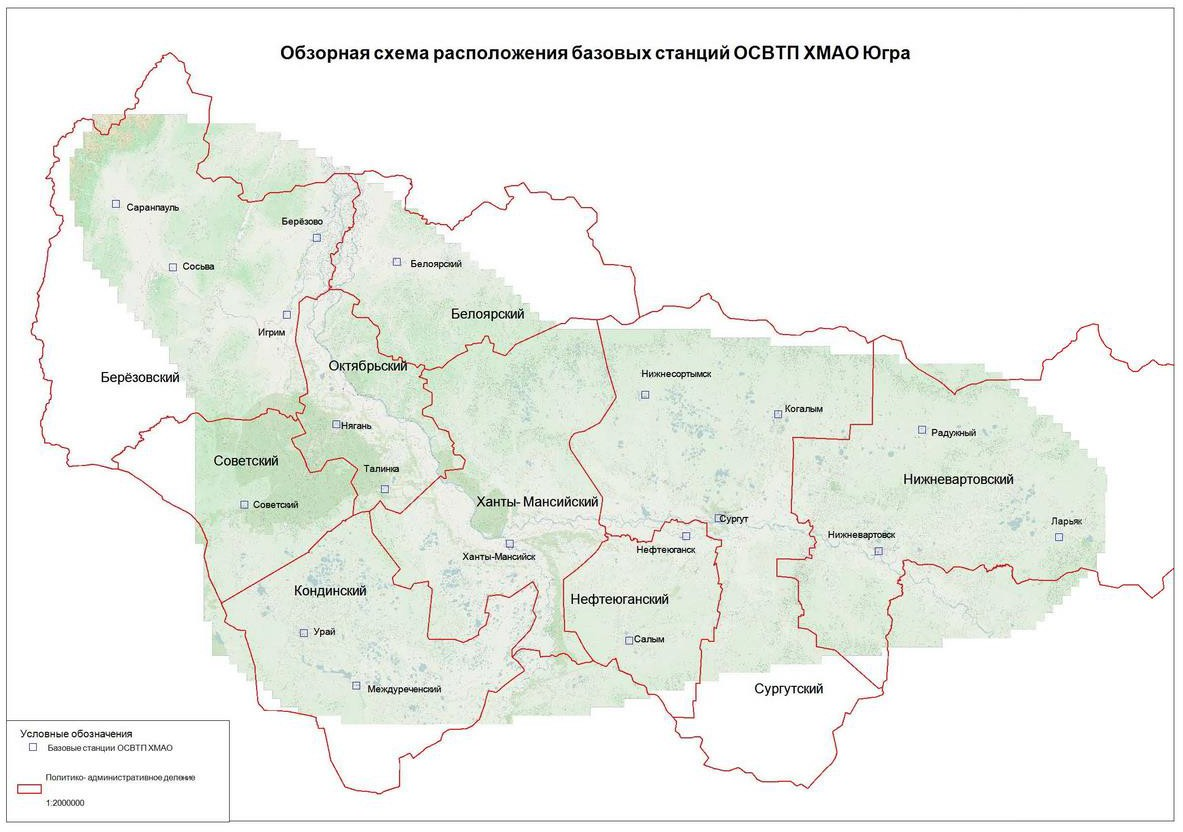 Обзорная схема расположения базовых станций ОСВТП ХМАО Югра
Саранпауль
Берёзово
Сосьва
Белоярский
Белоярский
Игрим
Октябрьский
Берёзовский
Нижнесортымск
Когалым
Нягань
Радужный
Советский
Талинка
Нижневартовский
Советский
Ханты- Мансийский
Сургут
Ларьяк
Нижневартовск
Нефтеюганск
Ханты-Мансийск
Кондинский
Нефтеюганский
Урай
Салым
Междуреченский
Сургутский
Условные обозначения
Базовые станции ОСВТП ХМАО
Политико- административное деление
1:2000000